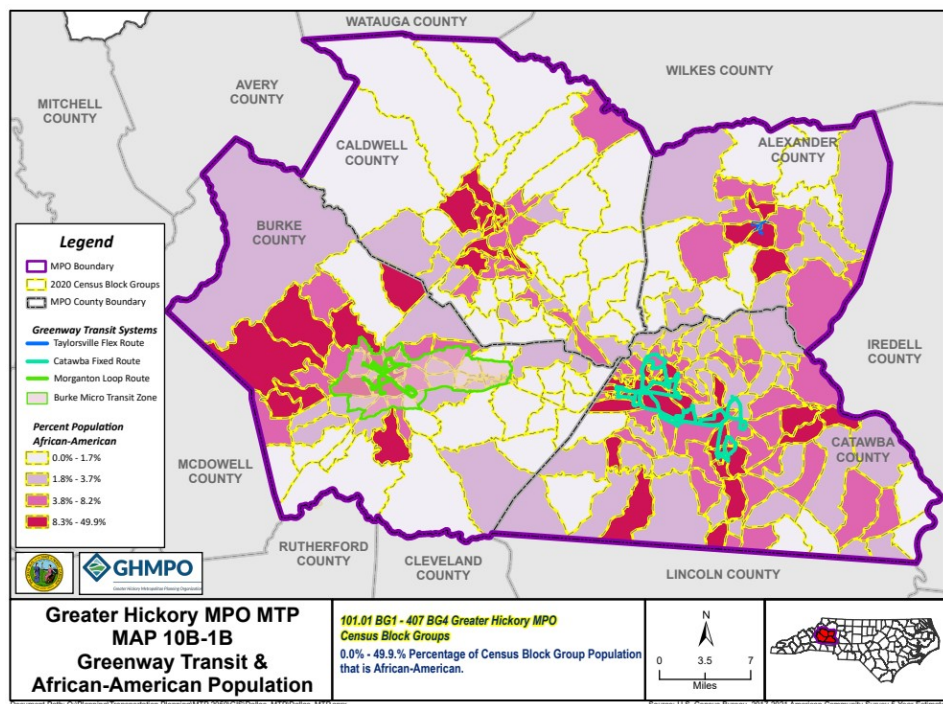 WATAUGA COUNTY
WILKES COUNTY
AVERY
COUNTY
MITCHELL
COUNTY
CALDWELL
COUNTY
ALEXANDER
COUNTY
BURKE
COUNTY
Legend
MPO Boundary
2020 Census Block Groups
MPO County Boundary
Greenway Transit Systems
Taylorsville Flex Route
Catawba Fixed Route
Morganton Loop Route
Burke Micro Transit Zone
Percent Population
African-American
0.0% - 1.7%
1.8% - 3.7%
3.8% - 8.2%
8.3% - 49.9%
IREDELL
COUNTY
CATAWBA
COUNTY
MCDOWELL
COUNTY
RUTHERFORD
COUNTY
CLEVELAND
COUNTY
LINCOLN COUNTY
GHMPO
Greater Hickory Metropolitan Planning Organization
Greater Hickory MPO MTP
MAP 10B-1B
Greenway Transit &
African-American Population
101.01 BG1 - 407 BG4 Greater Hickory MPO
Census Block Groups
0.0% - 49.9.% Percentage of Census Block Group Population
that is African-American.
N
0 3.5 7
Miles